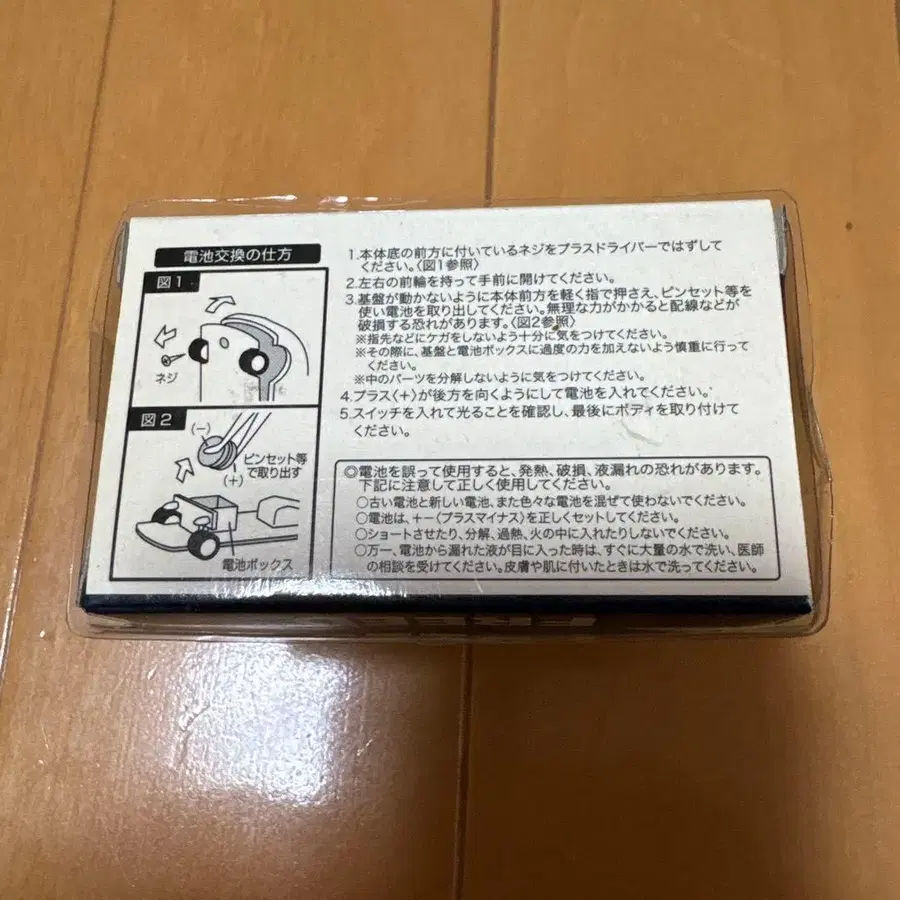 電池交換の仕方
図1
ネジ
図2
(−)
(+)
ピンセット等
で取り出す
電池ボックス
1.本体底の前方に付いているネジをプラスドライバーではずして
ください。〈図1参照〉
2.左右の前輪を持って手前に開けてください。
3.基盤が動かないように本体前方を軽く指で押さえ、ピンセット等を
使い電池を取り出してください。無理な力がかかると配線などが
破損する恐れがあります。〈図2参照〉
※指先などにケガをしないよう十分に気をつけてください。
※その際に、基盤と電池ボックスに過度の力を加えないよう慎重に行って
ください。
※中のパーツを分解しないように気をつけてください。
4.プラス〈+〉が後方を向くようにして電池を入れてください。
5.スイッチを入れて光ることを確認し、最後にボディを取り付けて
ください。
◎電池を誤って使用すると、発熱、破損、液漏れの恐れがあります。
下記に注意して正しく使用してください。
○古い電池と新しい電池、また色々な電池を混ぜて使わないでください。
○電池は、+−〈プラスマイナス〉を正しくセットしてください。
○ショートさせたり、分解、過熱、火の中に入れたりしないでください。
○万一、電池から漏れた液が目に入った時は、すぐに大量の水で洗い、医師
の相談を受けてください。皮膚や肌に付いたときは水で洗ってください。